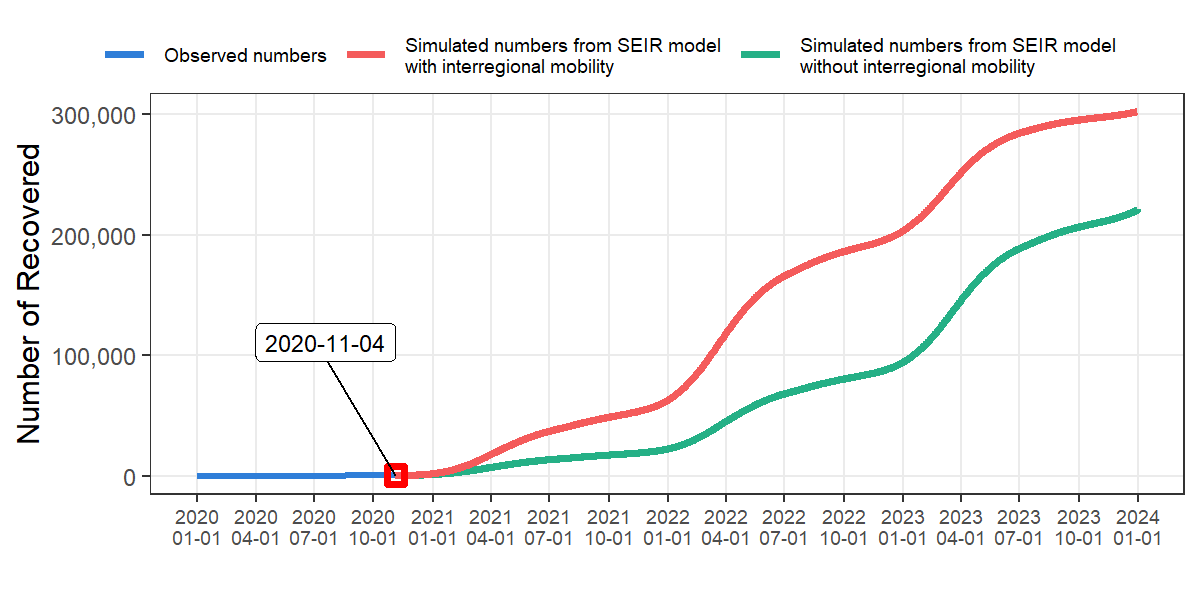 Observed numbers
Simulated numbers from SEIR model
with interregional mobility
Simulated numbers from SEIR model
without interregional mobility
Number of Recovered
300,000
200,000
100,000
0
2020-11-04
2020 2020 2020 2020 2021 2021 2021 2021 2022 2022 2022 2022 2023 2023 2023 2023 2024
01-01 04-01 07-01 10-01 01-01 04-01 07-01 10-01 01-01 04-01 07-01 10-01 01-01 04-01 07-01 10-01 01-01